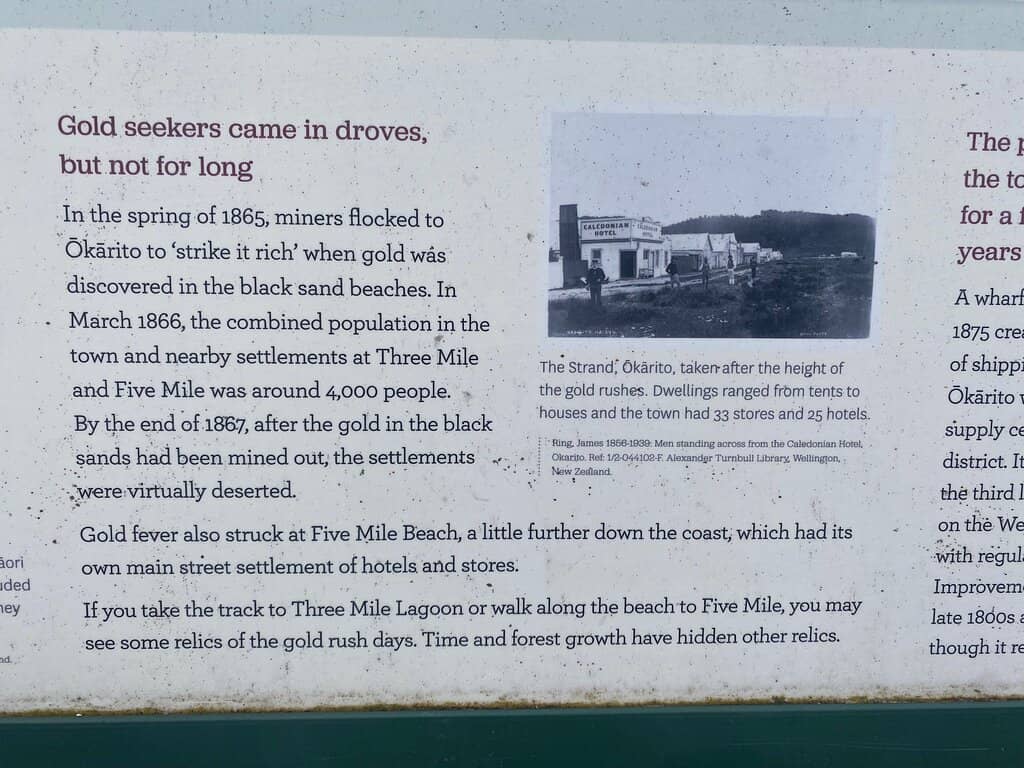 Gold seekers came in droves,
but not for long
In the spring of 1865, miners flocked to
Ōkārito to ‘strike it rich’ when gold was
discovered in the black sand beaches. In
March 1866, the combined population in the
town and nearby settlements at Three Mile
and Five Mile was around 4,000 people.
By the end of 1867, after the gold in the black
sands had been mined out, the settlements
were virtually deserted.
Gold fever also struck at Five Mile Beach, a little further down the coast, which had its
own main street settlement of hotels and stores.
If you take the track to Three Mile Lagoon or walk along the beach to Five Mile, you may
see some relics of the gold rush days. Time and forest growth have hidden other relics.
CALEDONIAN
HOTEL
CALEDONIAN
HOTEL
The Strand, Ōkārito, taken after the height of
the gold rushes. Dwellings ranged from tents to
houses and the town had 33 stores and 25 hotels.
Ring, James 1856-1939: Men standing across from the Caledonian Hotel,
Okarito. Ref: 1/2-044102-F. Alexander Turnbull Library, Wellington,
New Zealand.
The
the
for a
years
A
1875
of
Ōkārito
supply
district.
the third
on the
with
late 1800s
though it